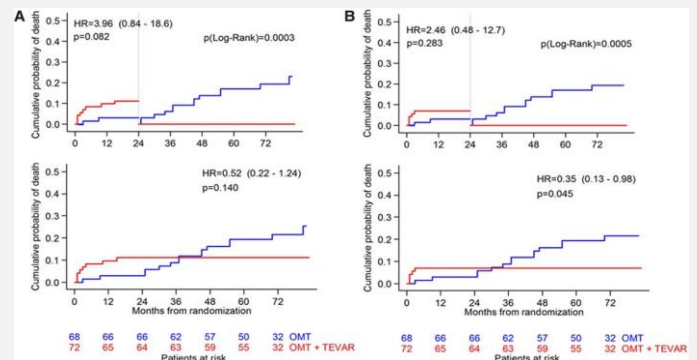 A
Cumulative probability of death
0.5
0.4
0.3
0.2
0.1
0.0
HR=3.96 (0.84 - 18.6)
p=0.082
p(Log-Rank)=0.0003
0 12 24 36 48 60 72
Cumulative probability of death
0.5
0.4
0.3
0.2
0.1
0.0
HR=0.52 (0.22 - 1.24)
p=0.140
0 12 24 36 48 60 72
Months from randomization
68 66 66 62 57 50 32 OMT
72 65 64 63 59 55 32 OMT + TEVAR
Patients at risk
B
Cumulative probability of death
0.5
0.4
0.3
0.2
0.1
0.0
HR=2.46 (0.48 - 12.7)
p=0.283
p(Log-Rank)=0.0005
0 12 24 36 48 60 72
Cumulative probability of death
0.5
0.4
0.3
0.2
0.1
0.0
HR=0.35 (0.13 - 0.98)
p=0.045
0 12 24 36 48 60 72
Months from randomization
68 66 66 62 57 50 32 OMT
72 65 64 63 59 55 32 OMT + TEVAR
Patients at risk